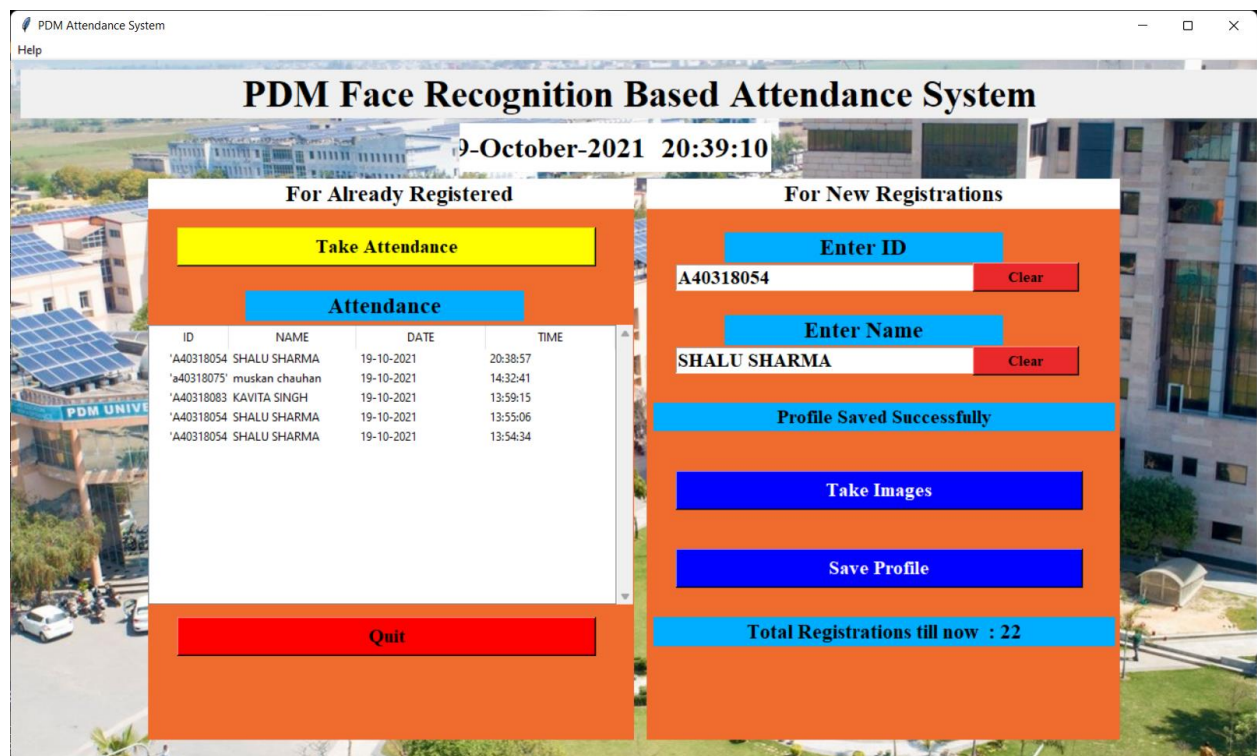 PDM Attendance System
Help
PDM Face Recognition Based Attendance System
9-October-2021 20:39:10
For Already Registered
Take Attendance
Attendance
ID NAME DATE TIME
'A40318054 SHALU SHARMA 19-10-2021 20:38:57
'a40318075' muskan chauhan 19-10-2021 14:32:41
'A40318083 KAVITA SINGH 19-10-2021 13:59:15
'A40318054 SHALU SHARMA 19-10-2021 13:55:06
'A40318054 SHALU SHARMA 19-10-2021 13:54:34
Quit
For New Registrations
Enter ID
A40318054 Clear
Enter Name
SHALU SHARMA Clear
Profile Saved Successfully
Take Images
Save Profile
Total Registrations till now : 22
PDM UNIVE